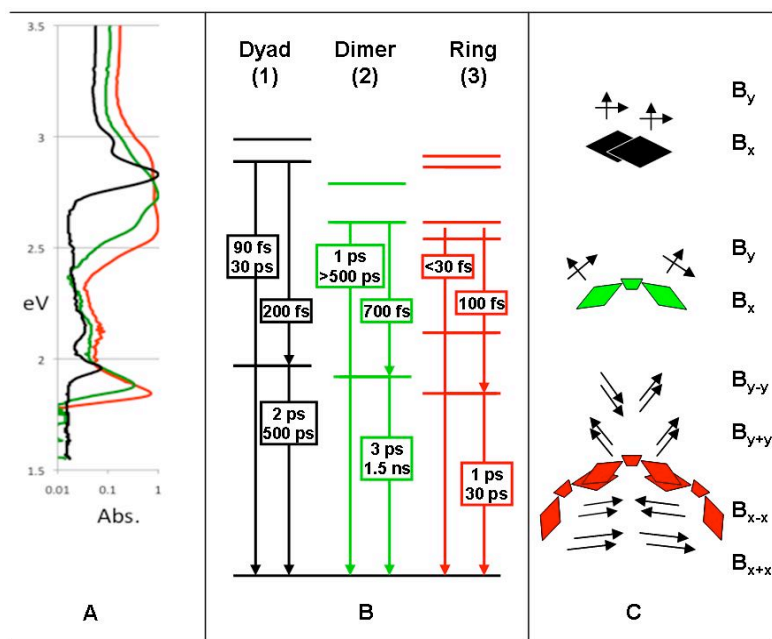 3.5
3
2.5
eV
2
1.5
0.01
0.1
1
Abs.
A
Dyad
(1)
Dimer
(2)
Ring
(3)
90 fs
30 ps
200 fs
2 ps
500 ps
1 ps
>500 ps
700 fs
3 ps
1.5 ns
<30 fs
100 fs
1 ps
30 ps
B
By
Bx
By
Bx
By-y
By+y
Bx-x
Bx+x
C